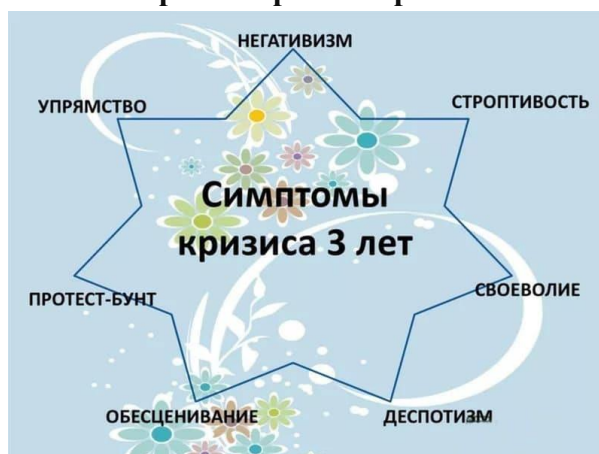 НЕГАТИВИЗМ
УПРЯМСТВО
СТРОПТИВОСТЬ
Симптомы
кризиса 3 лет
ПРОТЕСТ-БУНТ
СВОЕВОЛИЕ
ОБЕСЦЕНИВАНИЕ
ДЕСПОТИЗМ